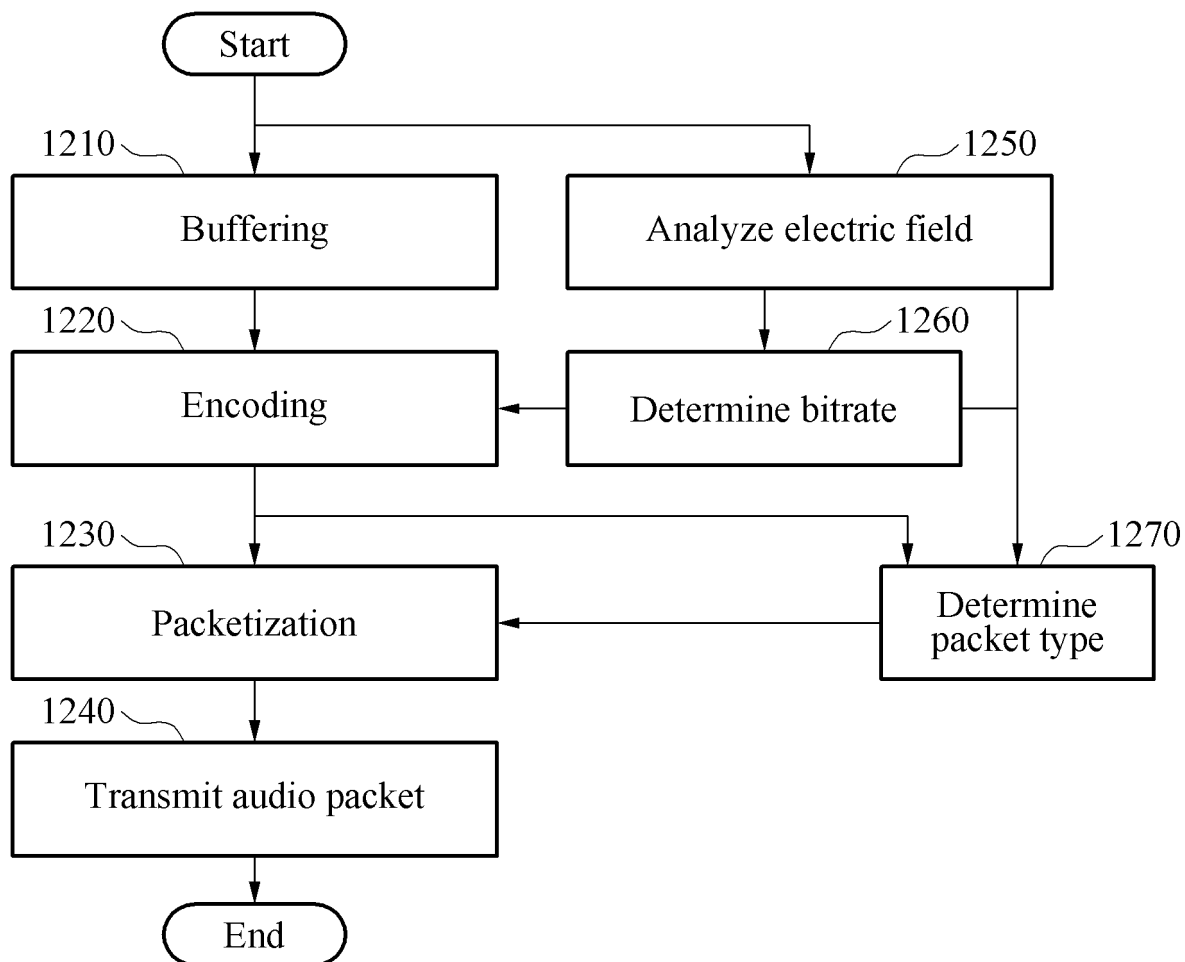 Start
1210
1250
Buffering
Analyze electric field
1220
1260
Encoding
Determine bitrate
1230
1270
Packetization
Determine
packet type
1240
Transmit audio packet
End